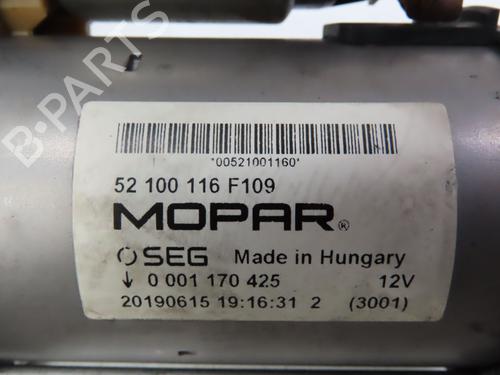 B-PARTS
*00521001160*
52 100 116 F109
MOPAR®
SEG Made in Hungary
↓ 0 001 170 425 12V
20190615 19:16:31 2 (3001)